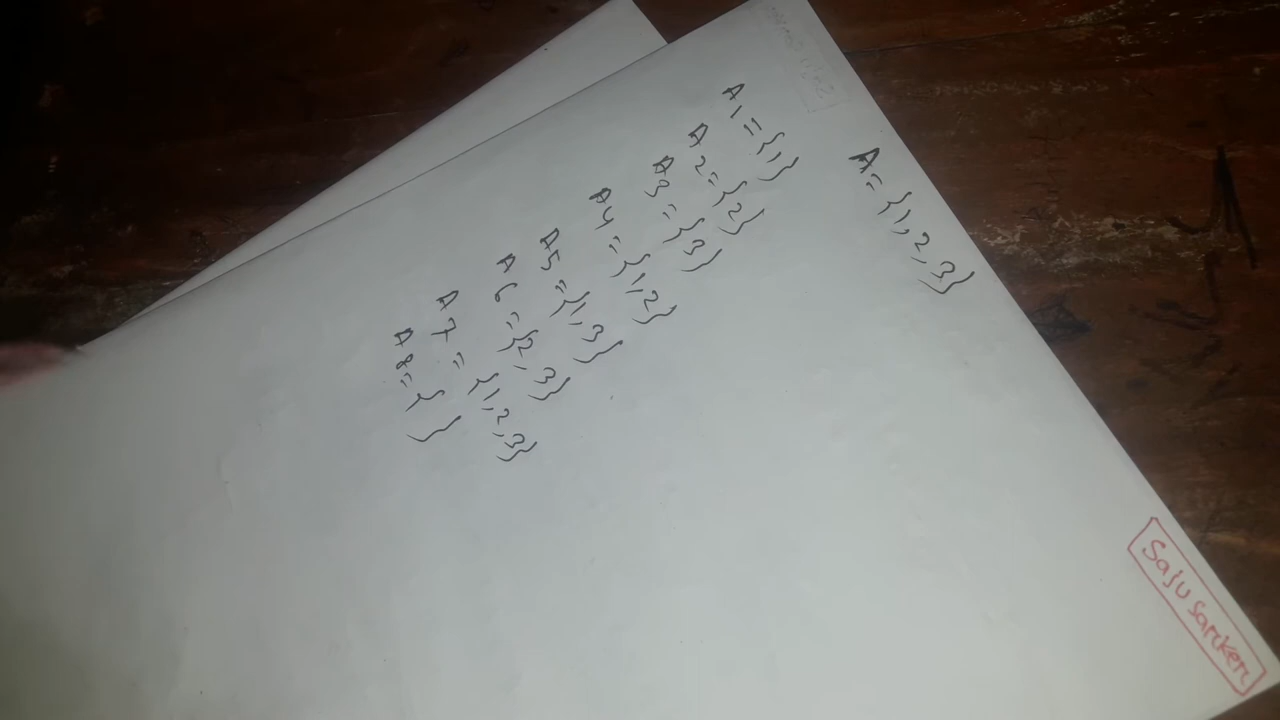 A = {1, 2, 3}
A1 = {1}
A2 = {2}
A3 = {3}
A4 = {1, 2}
A5 = {1, 3}
A6 = {2, 3}
A7 = {1, 2, 3}
A8 = { }
Saju Sarcker